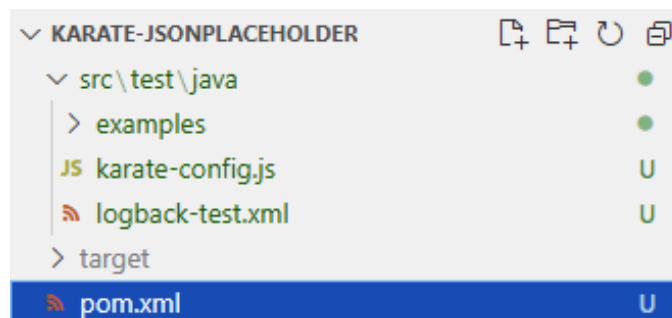 KARATE-JSONPLACEHOLDER
src\test\java
examples
JS karate-config.js U
logback-test.xml U
target
pom.xml U